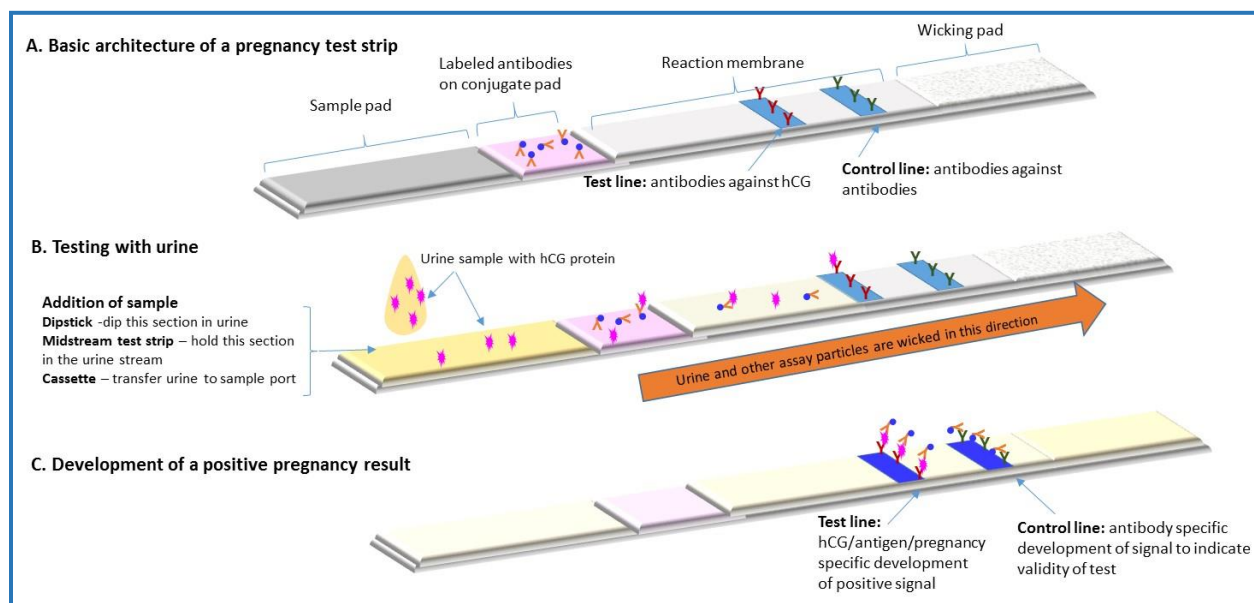 A. Basic architecture of a pregnancy test strip
Sample pad
Labeled antibodies
on conjugate pad
Reaction membrane
Wicking pad
Test line: antibodies against hCG
Control line: antibodies against
antibodies
B. Testing with urine
Urine sample with hCG protein
Addition of sample
Dipstick -dip this section in urine
Midstream test strip – hold this section
in the urine stream
Cassette – transfer urine to sample port
Urine and other assay particles are wicked in this direction
C. Development of a positive pregnancy result
Test line:
hCG/antigen/pregnancy
specific development
of positive signal
Control line: antibody specific
development of signal to indicate
validity of test